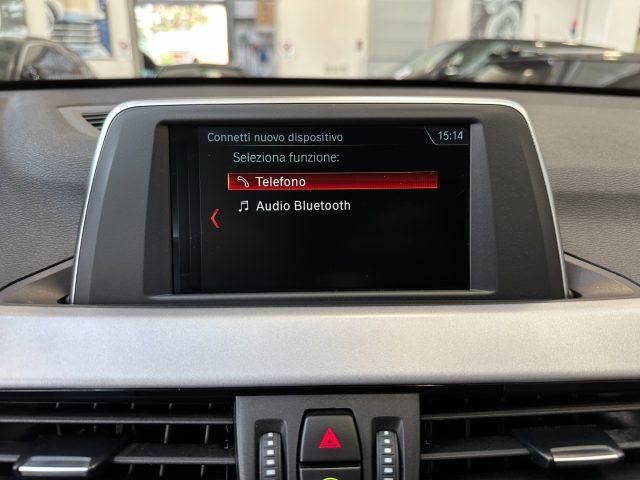 Connetti nuovo dispositivo 15:14
Seleziona funzione:
Telefono
Audio Bluetooth